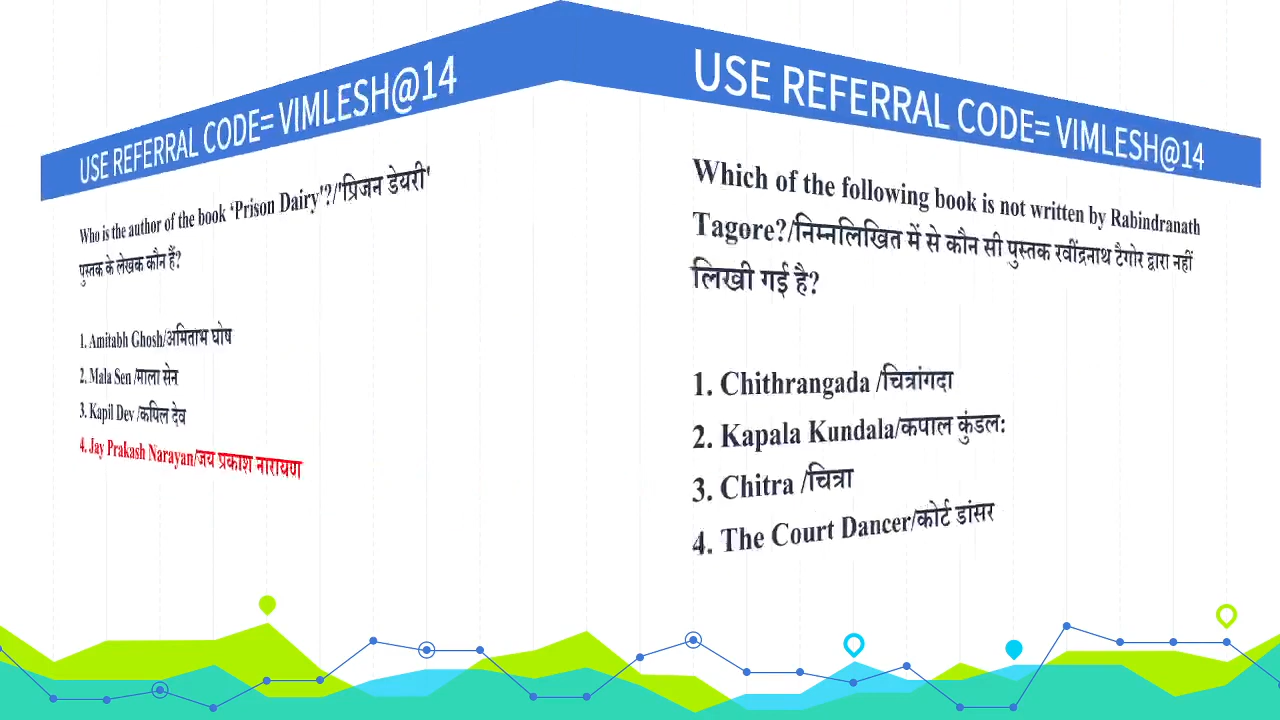 USE REFERRAL CODE= VIMLESH@14
Who is the author of the book ‘Prison Dairy'?/'प्रिजन डेयरी'
पुस्तक के लेखक कौन हैं?
1. Amitabh Ghosh/अमिताभ घोष
2. Mala Sen /माला सेन
3. Kapil Dev /कपिल देव
4. Jay Prakash Narayan/जय प्रकाश नारायण
USE REFERRAL CODE= VIMLESH@14
Which of the following book is not written by Rabindranath
Tagore?/निम्नलिखित में से कौन सी पुस्तक रवींद्रनाथ टैगोर द्वारा नहीं
लिखी गई है?
1. Chithrangada /चित्रांगदा
2. Kapala Kundala/कपाल कुंडल:
3. Chitra /चित्रा
4. The Court Dancer/कोर्ट डांसर